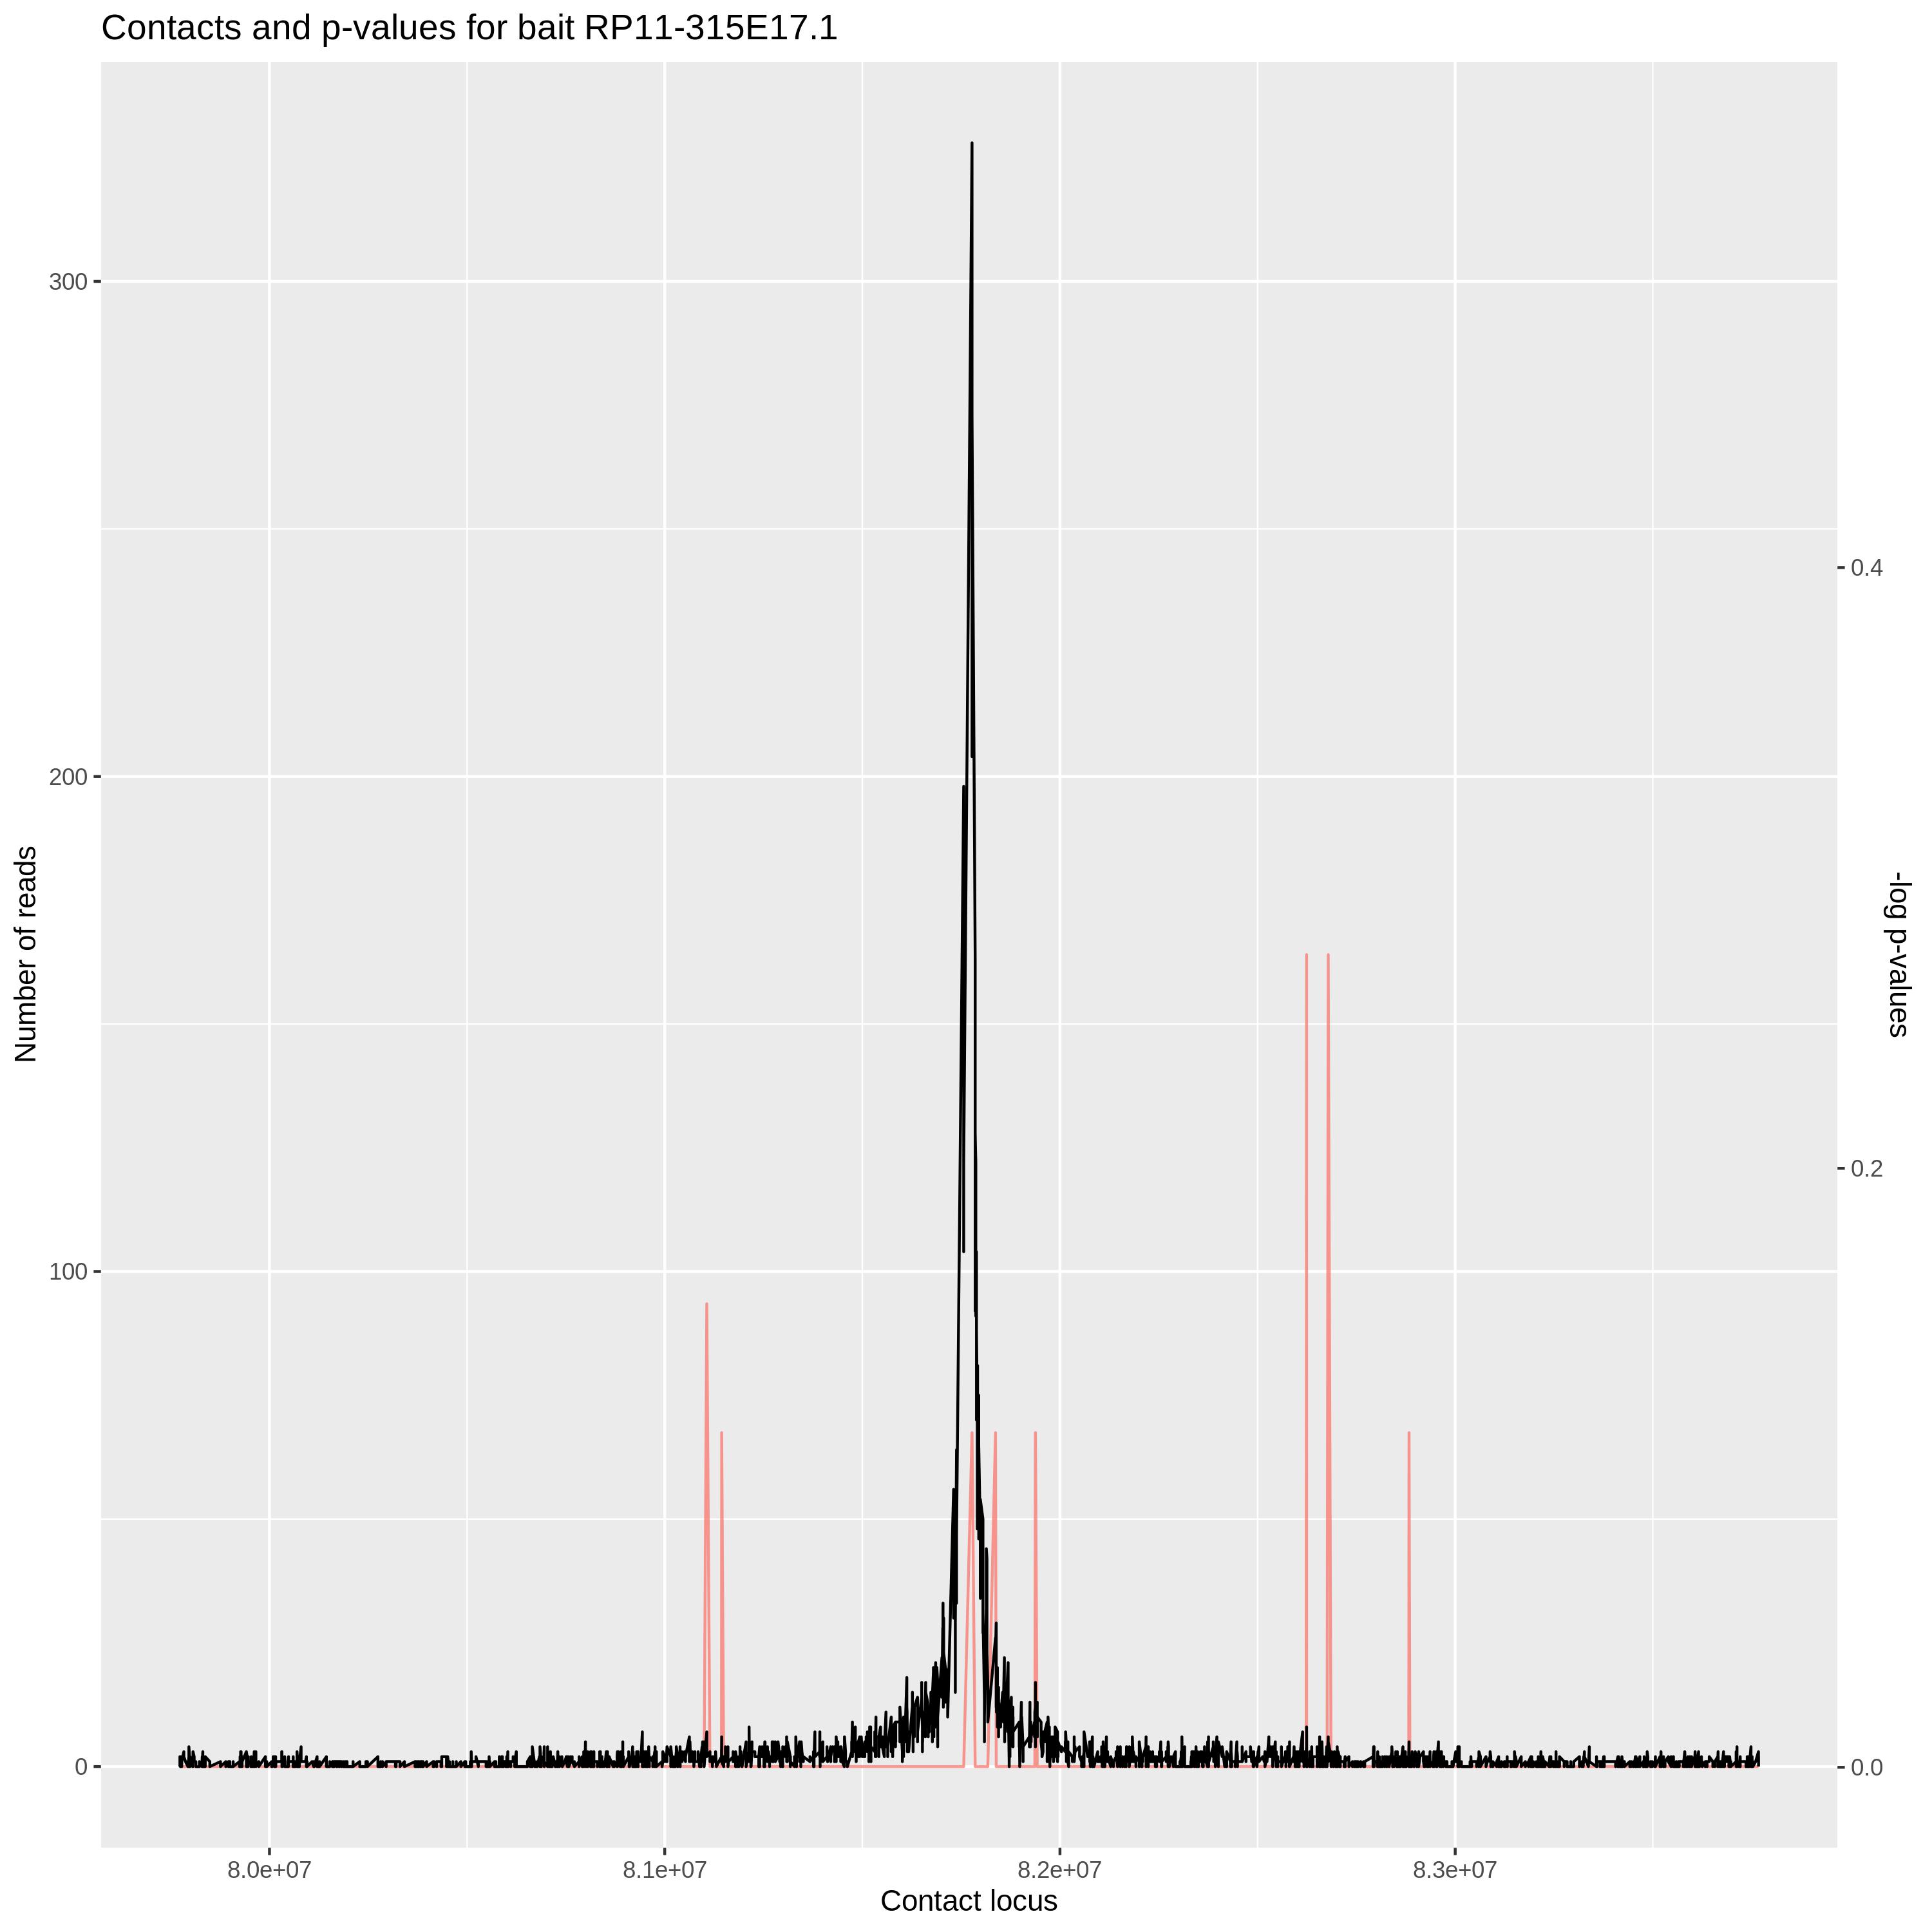 Contacts and p-values for bait RP11-315E17.1
300
200
100
0
Number of reads
0.4
0.2
0.0
-log p-values
8.0e+07
8.1e+07
8.2e+07
8.3e+07
Contact locus